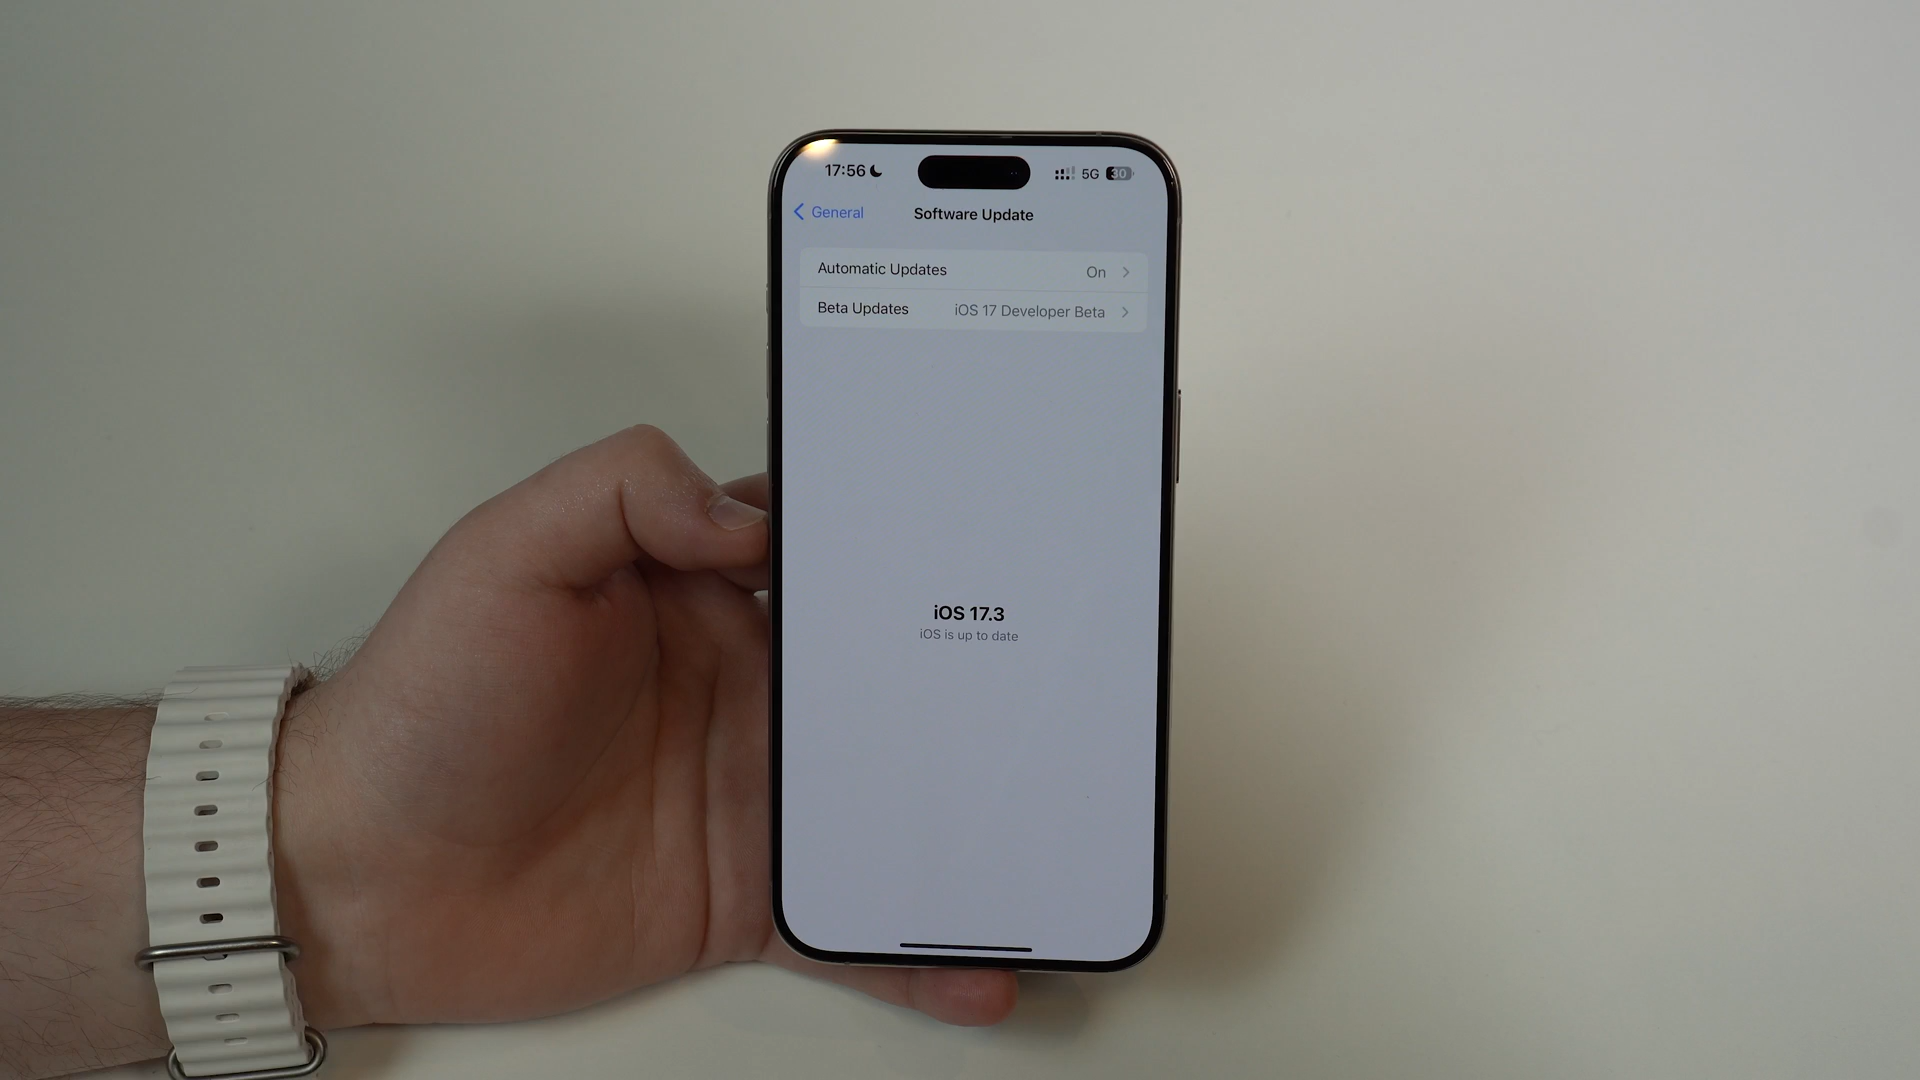 17:56 5G 30
General Software Update
Automatic Updates On
Beta Updates iOS 17 Developer Beta
iOS 17.3
iOS is up to date